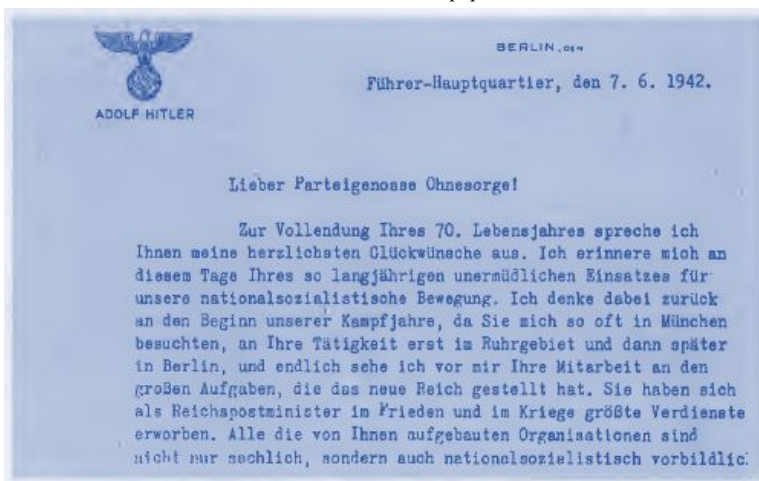 BERLIN, DEN
Führer-Hauptquartier, den 7. 6. 1942.
ADOLF HITLER
Lieber Parteigenosse Ohnesorge!
Zur Vollendung Ihres 70. Lebensjahres spreche ich
Ihnen meine herzlichsten Glückwünsche aus. Ich erinnere mich an
diesem Tage Ihres so langjährigen unermüdlichen Einsatzes für
unsere nationalsozialistische Bewegung. Ich denke dabei zurück
an den Beginn unserer Kampfjahre, da Sie mich so oft in München
besuchten, an Ihre Tätigkeit erst im Ruhrgebiet und dann später
in Berlin, und endlich sehe ich vor mir Ihre Mitarbeit an den
großen Aufgaben, die das neue Reich gestellt hat. Sie haben sich
als Reichspostminister im Frieden und im Kriege größte Verdienste
erworben. Alle die von Ihnen aufgebauten Organisationen sind
nicht nur sachlich, sondern auch nationalsozialistisch vorbildlic